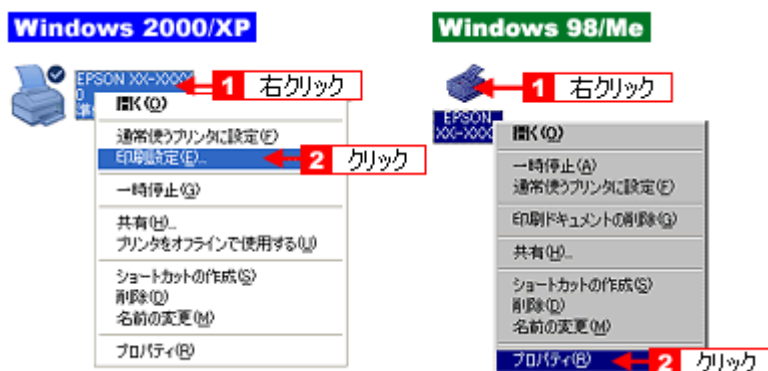 Windows 2000/XP
EPSON XX-XXXX
0
1 右クリック
開く(O)
通常使うプリンタに設定(F)
印刷設定(E)...
2 クリック
一時停止(G)
共有(H)...
プリンタをオフラインで使用する(U)
ショートカットの作成(S)
削除(D)
名前の変更(M)
プロパティ(R)
Windows 98/Me
1 右クリック
EPSON
XX-XXXX
開く(O)
一時停止(A)
通常使うプリンタに設定(F)
印刷ドキュメントの削除(G)
共有(H)...
ショートカットの作成(S)
削除(D)
名前の変更(M)
プロパティ(R)
2 クリック